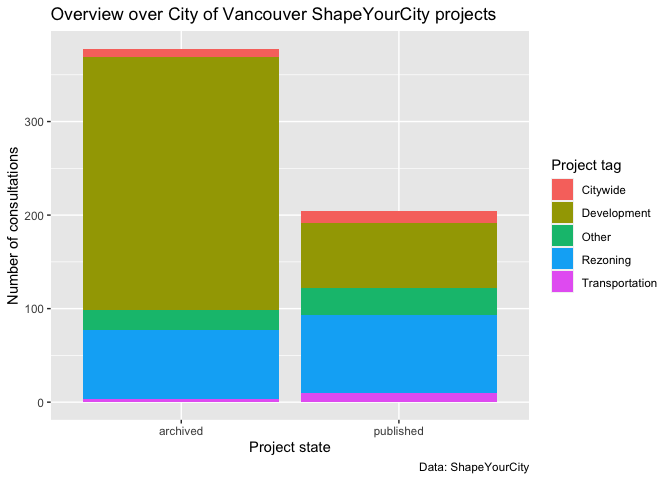 Overview over City of Vancouver ShapeYourCity projects
Number of consultations
300
200
100
0
archived
published
Project state
Project tag
Citywide
Development
Other
Rezoning
Transportation
Data: ShapeYourCity